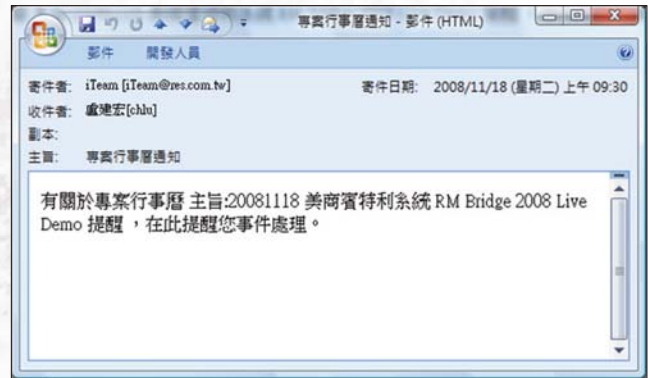 專案行事曆通知 - 郵件 (HTML)
郵件 開發人員
寄件者: iTeam [iTeam@res.com.tw] 寄件日期: 2008/11/18 (星期二) 上午 09:30
收件者: 盧建宏[chlu]
副本:
主旨: 專案行事曆通知
有關於專案行事曆 主旨:20081118 美商賓特利系統 RM Bridge 2008 Live
Demo 提醒 ，在此提醒您事件處理。